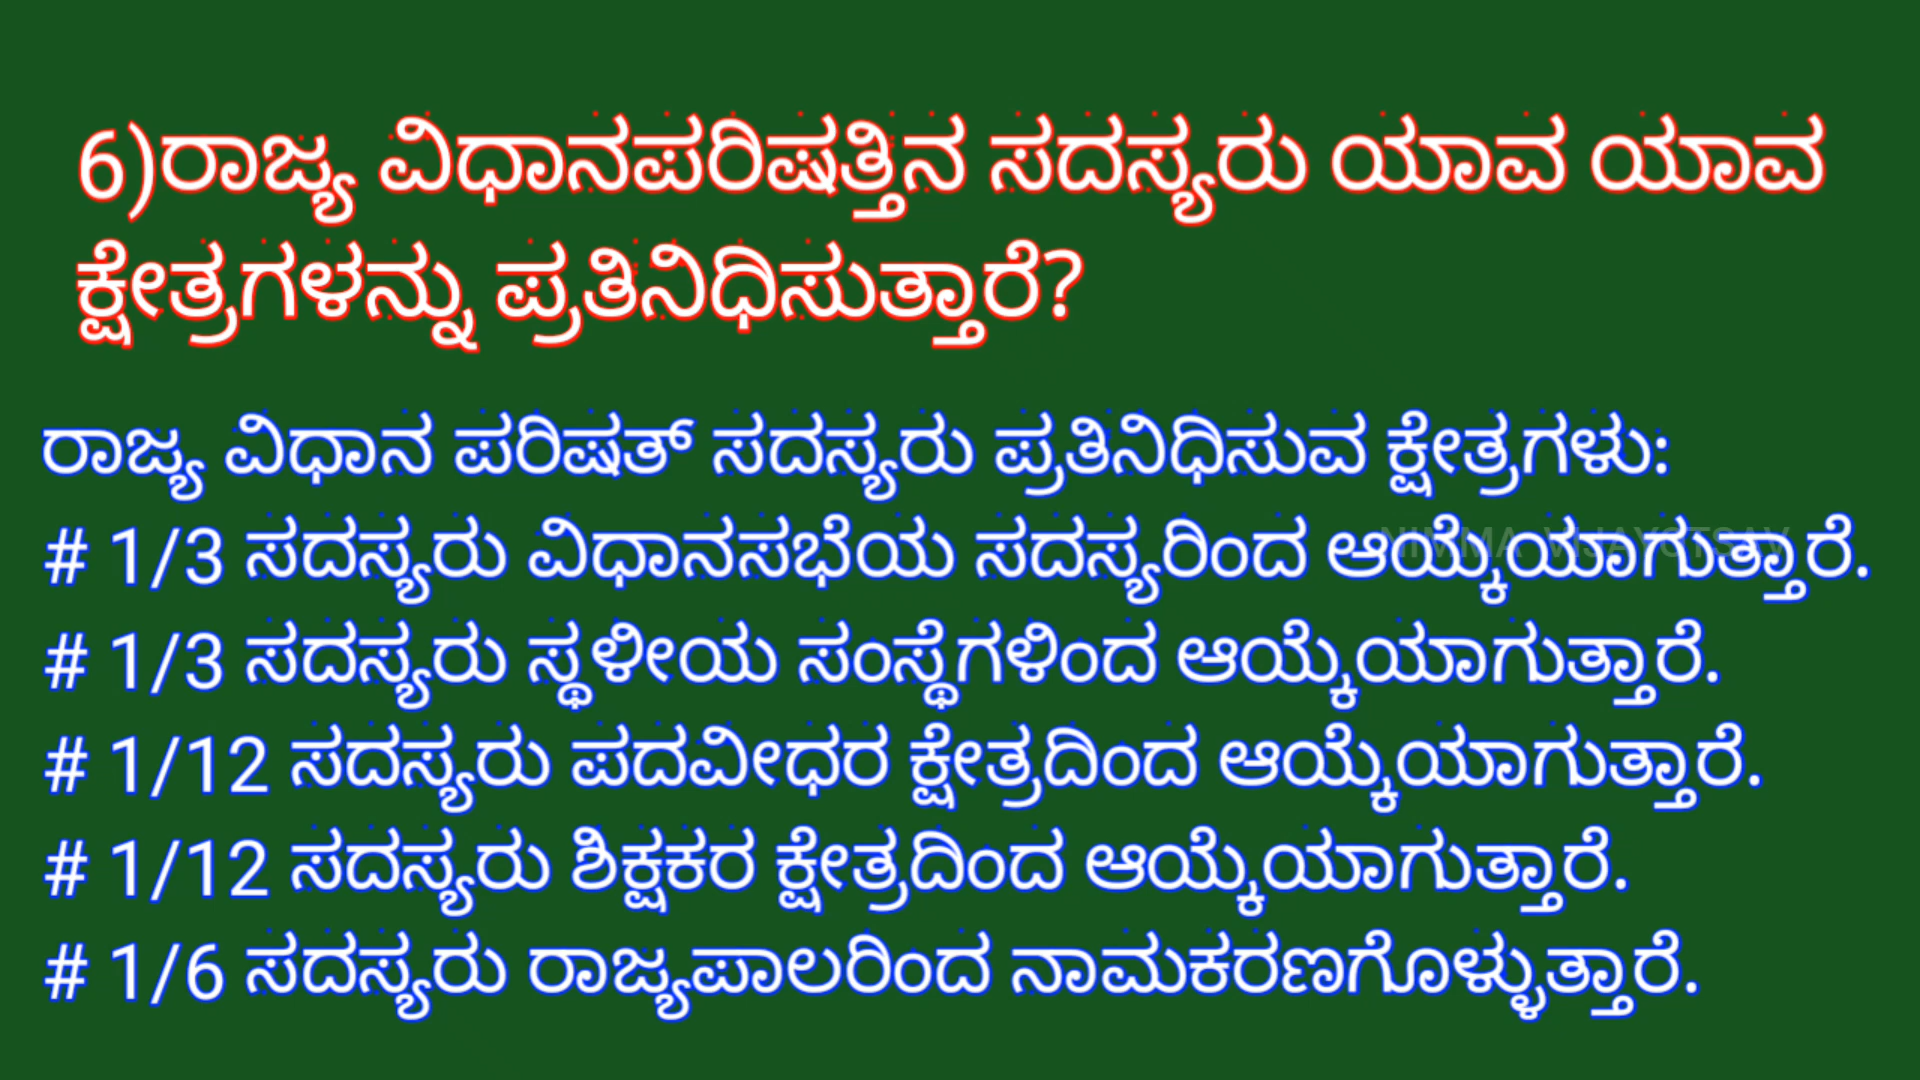 6)ರಾಜ್ಯ ವಿಧಾನಪರಿಷತ್ತಿನ ಸದಸ್ಯರು ಯಾವ ಯಾವ
ಕ್ಷೇತ್ರಗಳನ್ನು ಪ್ರತಿನಿಧಿಸುತ್ತಾರೆ?
ರಾಜ್ಯ ವಿಧಾನ ಪರಿಷತ್ ಸದಸ್ಯರು ಪ್ರತಿನಿಧಿಸುವ ಕ್ಷೇತ್ರಗಳು:
# 1/3 ಸದಸ್ಯರು ವಿಧಾನಸಭೆಯ ಸದಸ್ಯರಿಂದ ಆಯ್ಕೆಯಾಗುತ್ತಾರೆ.
NIMMA VIJAYOTSAV
# 1/3 ಸದಸ್ಯರು ಸ್ಥಳೀಯ ಸಂಸ್ಥೆಗಳಿಂದ ಆಯ್ಕೆಯಾಗುತ್ತಾರೆ.
# 1/12 ಸದಸ್ಯರು ಪದವೀಧರ ಕ್ಷೇತ್ರದಿಂದ ಆಯ್ಕೆಯಾಗುತ್ತಾರೆ.
# 1/12 ಸದಸ್ಯರು ಶಿಕ್ಷಕರ ಕ್ಷೇತ್ರದಿಂದ ಆಯ್ಕೆಯಾಗುತ್ತಾರೆ.
# 1/6 ಸದಸ್ಯರು ರಾಜ್ಯಪಾಲರಿಂದ ನಾಮಕರಣಗೊಳ್ಳುತ್ತಾರೆ.